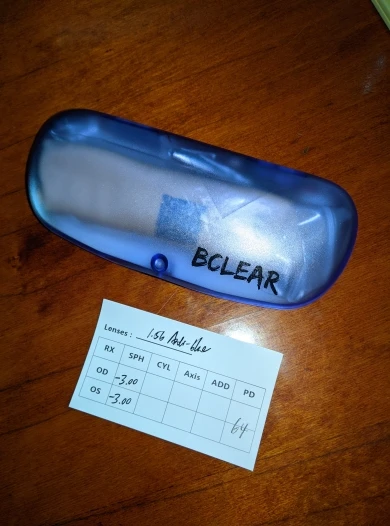 BCLEAR
Lenses : 1.56 Anti-blue
RX SPH CYL Axis ADD PD
OD -3.00
OS -3.00 64